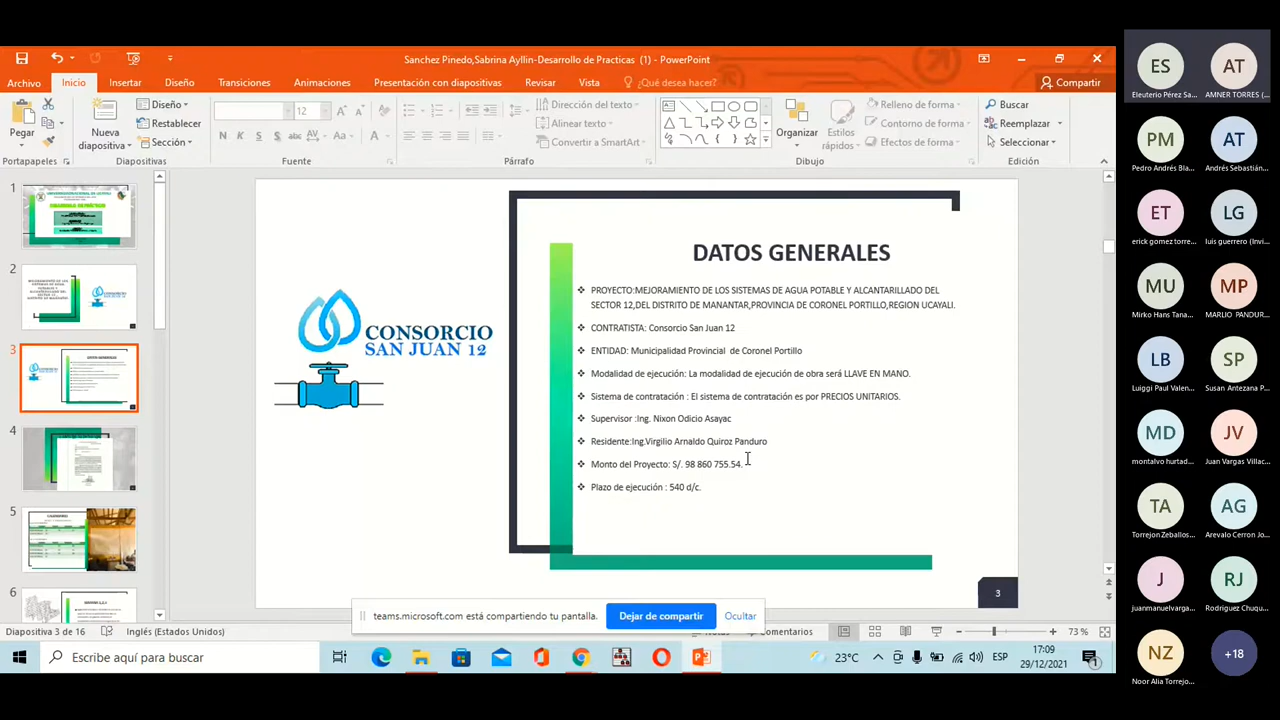 Sanchez Pinedo,Sabrina Ayllin-Desarrollo de Practicas (1) - PowerPoint
Archivo Inicio Insertar Diseño Transiciones Animaciones Presentación con diapositivas Revisar Vista ¿Qué desea hacer? Compartir
Pegar
Nueva diapositiva
Diseño
Restablecer
Sección
12
N K S abc AV Aa A
Dirección del texto
Alinear texto
Convertir a SmartArt
Organizar
Estilos rápidos
Relleno de forma
Contorno de forma
Efectos de forma
Buscar
Reemplazar
Seleccionar
Portapapeles Diapositivas Fuente Párrafo Dibujo Edición
1
2
3
4
5
6
CONSORCIO
SAN JUAN 12
DATOS GENERALES
PROYECTO:MEJORAMIENTO DE LOS SISTEMAS DE AGUA POTABLE Y ALCANTARILLADO DEL
SECTOR 12,DEL DISTRITO DE MANANTAR,PROVINCIA DE CORONEL PORTILLO,REGION UCAYALI.
CONTRATISTA: Consorcio San Juan 12
ENTIDAD: Municipalidad Provincial de Coronel Portillo
Modalidad de ejecución: La modalidad de ejecución de obra será LLAVE EN MANO.
Sistema de contratación : El sistema de contratación es por PRECIOS UNITARIOS.
Supervisor :Ing. Nixon Odicio Asayac
Residente:Ing.Virgilio Arnaldo Quiroz Panduro
Monto del Proyecto: S/. 98 860 755.54.
Plazo de ejecución : 540 d/c.
3
teams.microsoft.com está compartiendo tu pantalla. Dejar de compartir Ocultar
Diapositiva 3 de 16 Inglés (Estados Unidos) Comentarios 73 %
Escribe aquí para buscar
23°C ESP 17:09
29/12/2021
1
ES AT
Eleuterio Pérez Sa... AMNER TORRES (...
PM AT
Pedro Andrés Bla... Andrés Sebastián...
ET LG
erick gomez torre... luis guerrero (Invi...
MU MP
Mirko Hans Tana... MARLIO PANDUR...
LB SP
Luiggi Paul Valen... Susan Antezana P...
MD JV
montalvo hurtad... Juan Vargas Villac...
TA AG
Torrejon Zeballos... Arevalo Cerron Jo...
J RJ
juanmanuelvarga... Rodriguez Chuqu...
NZ +18
Noor Alia Torrejo...